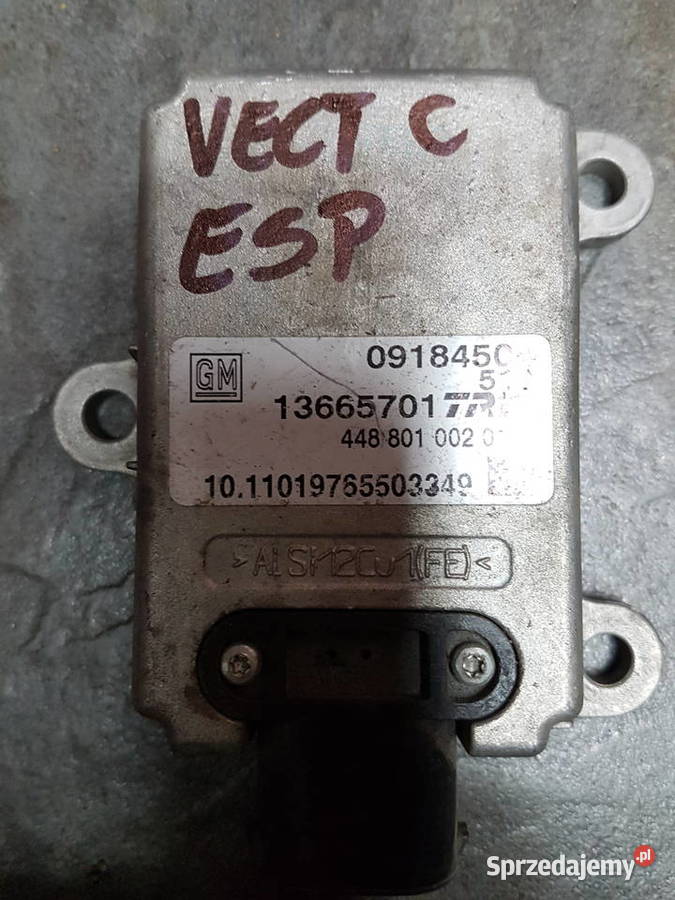 VECT C
ESP
GM
0918450
13665701
448 801 002
10.11019765503349
>AlSi12Cu1(FE)<
Sprzedajemy.pl